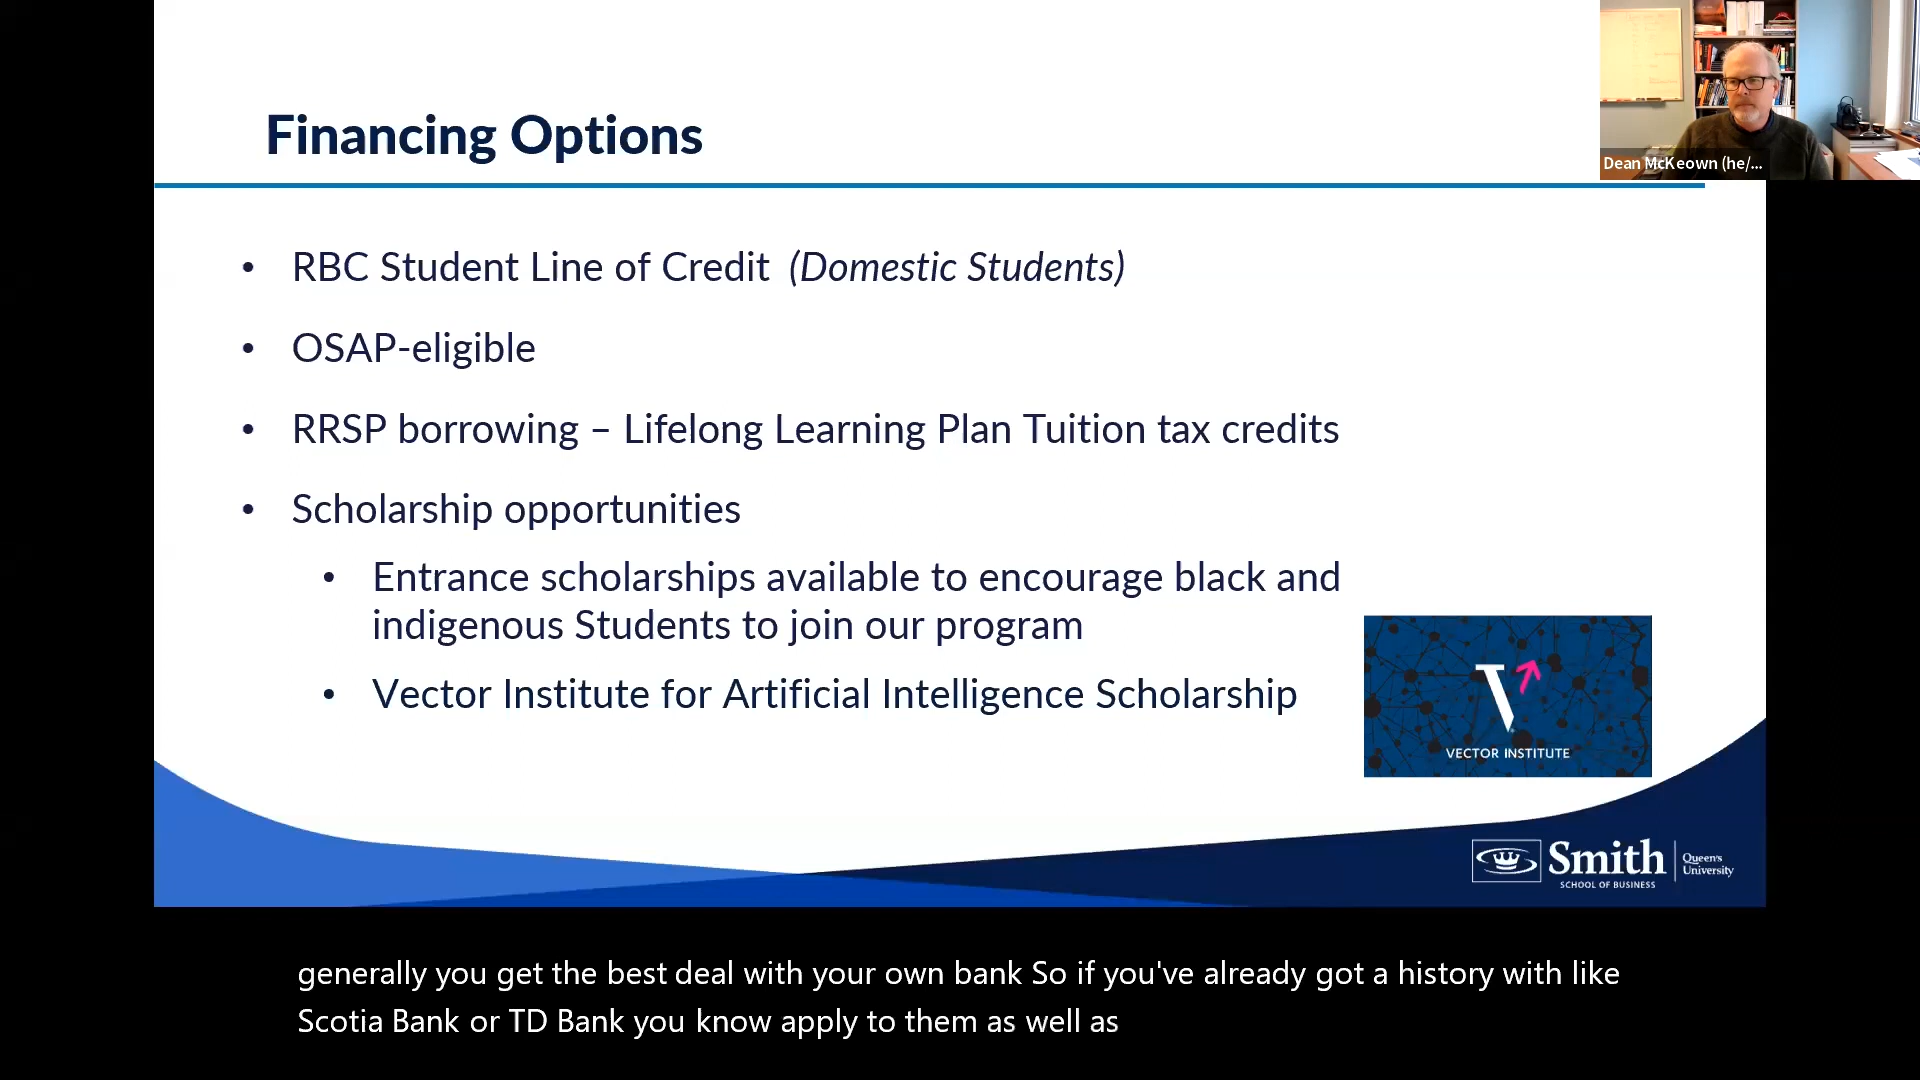 Financing Options
Dean McKeown (he/...
• RBC Student Line of Credit (Domestic Students)
• OSAP-eligible
• RRSP borrowing – Lifelong Learning Plan Tuition tax credits
• Scholarship opportunities
• Entrance scholarships available to encourage black and
indigenous Students to join our program
• Vector Institute for Artificial Intelligence Scholarship
VECTOR INSTITUTE
Smith
SCHOOL OF BUSINESS
Queen's
University
generally you get the best deal with your own bank So if you've already got a history with like
Scotia Bank or TD Bank you know apply to them as well as